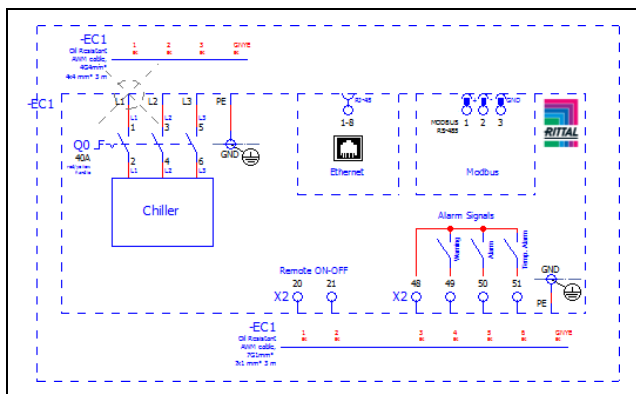 -EC1
Oil Resistant
AWM cable,
4G4mm²
4x4 mm² 3 m
1 2 3 GNYE
-EC1
L1 L2 L3 PE
L1 L2 L3
1 3 5
Q0
40A
2 4 6
L1 L2 L3
GND
Chiller
RJ-45
1-8
Ethernet
GND
MODBUS
RS-485
1 2 3
Modbus
RITTAL
Alarm Signals
Warning
Alarm
Temp. Alarm
Remote ON-OFF
20 21
X2
48 49 50 51
X2
GND
PE
-EC1
Oil Resistant
AWM cable,
7G1mm²
7x1 mm² 3 m
1 2 3 4 5 6 GNYE